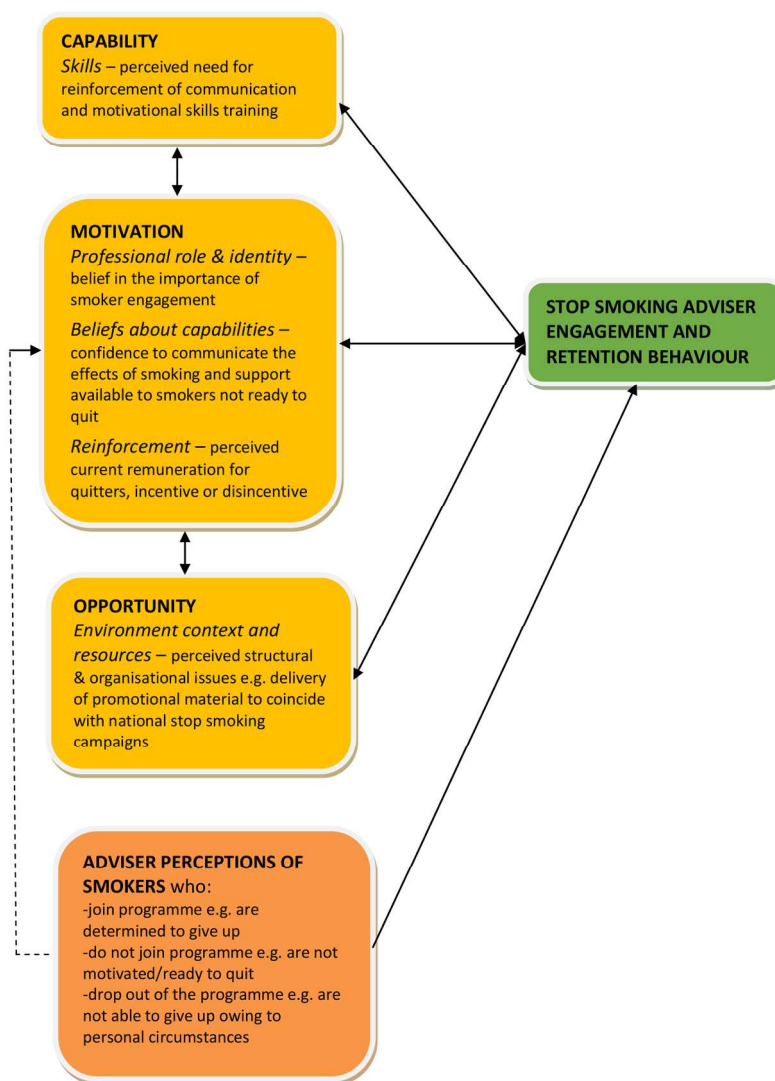 CAPABILITY
Skills – perceived need for
reinforcement of communication
and motivational skills training
MOTIVATION
Professional role & identity –
belief in the importance of
smoker engagement
Beliefs about capabilities –
confidence to communicate the
effects of smoking and support
available to smokers not ready to
quit
Reinforcement – perceived
current remuneration for
quitters, incentive or disincentive
STOP SMOKING ADVISER
ENGAGEMENT AND
RETENTION BEHAVIOUR
OPPORTUNITY
Environment context and
resources – perceived structural
& organisational issues e.g. delivery
of promotional material to coincide
with national stop smoking
campaigns
ADVISER PERCEPTIONS OF
SMOKERS who:
-join programme e.g. are
determined to give up
-do not join programme e.g. are not
motivated/ready to quit
-drop out of the programme e.g. are
not able to give up owing to
personal circumstances